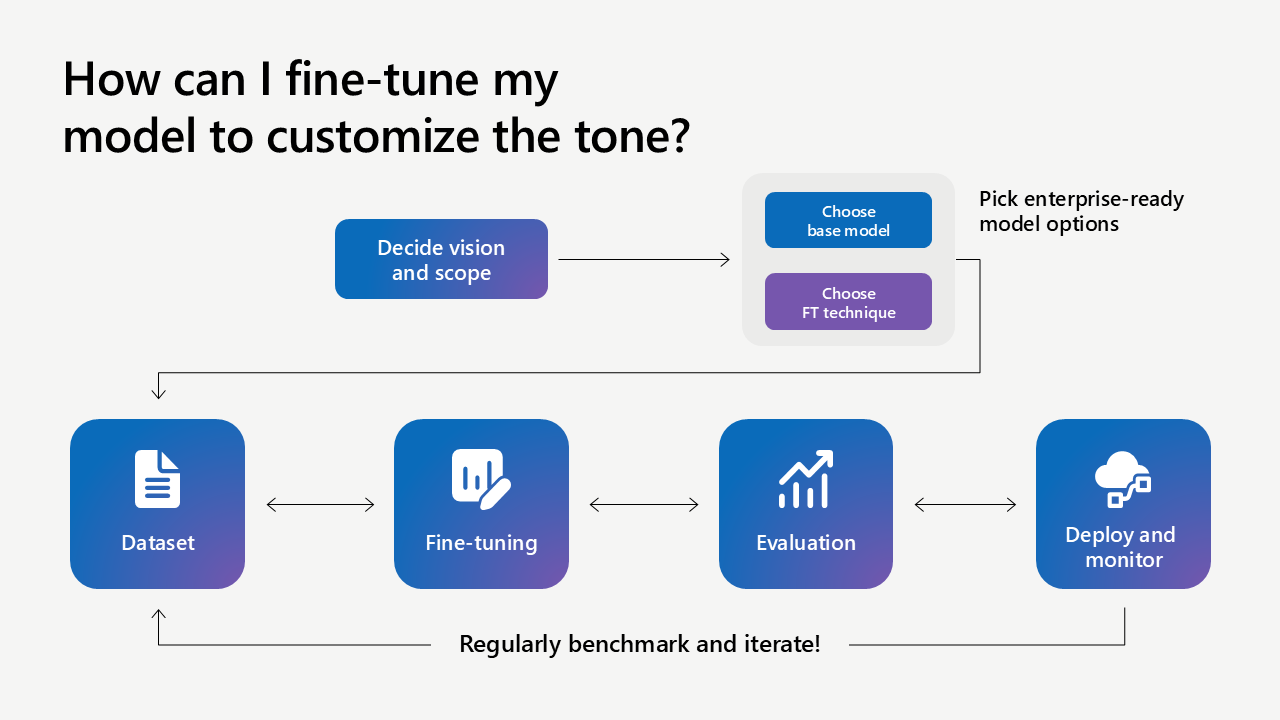 How can I fine-tune my
model to customize the tone?
Decide vision
and scope
Choose
base model
Choose
FT technique
Pick enterprise-ready
model options
Dataset
Fine-tuning
Evaluation
Deploy and
monitor
Regularly benchmark and iterate!